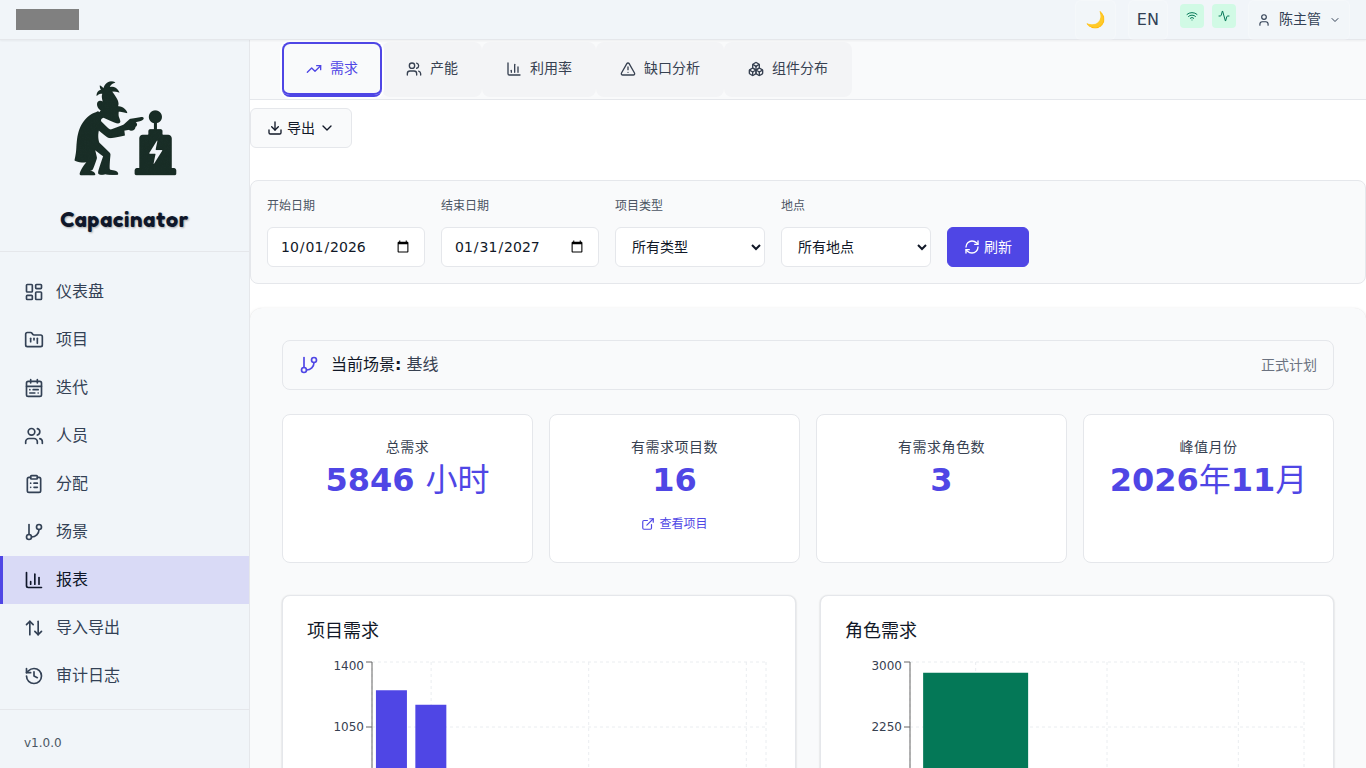 EN
陈主管
Capacinator
仪表盘
项目
迭代
人员
分配
场景
报表
导入导出
审计日志
v1.0.0
需求
产能
利用率
缺口分析
组件分布
导出
开始日期
结束日期
项目类型
地点
10/01/2026
01/31/2027
所有类型
所有地点
刷新
当前场景: 基线
正式计划
总需求
5846 小时
有需求项目数
16
查看项目
有需求角色数
3
峰值月份
2026年11月
项目需求
1400
1050
角色需求
3000
2250